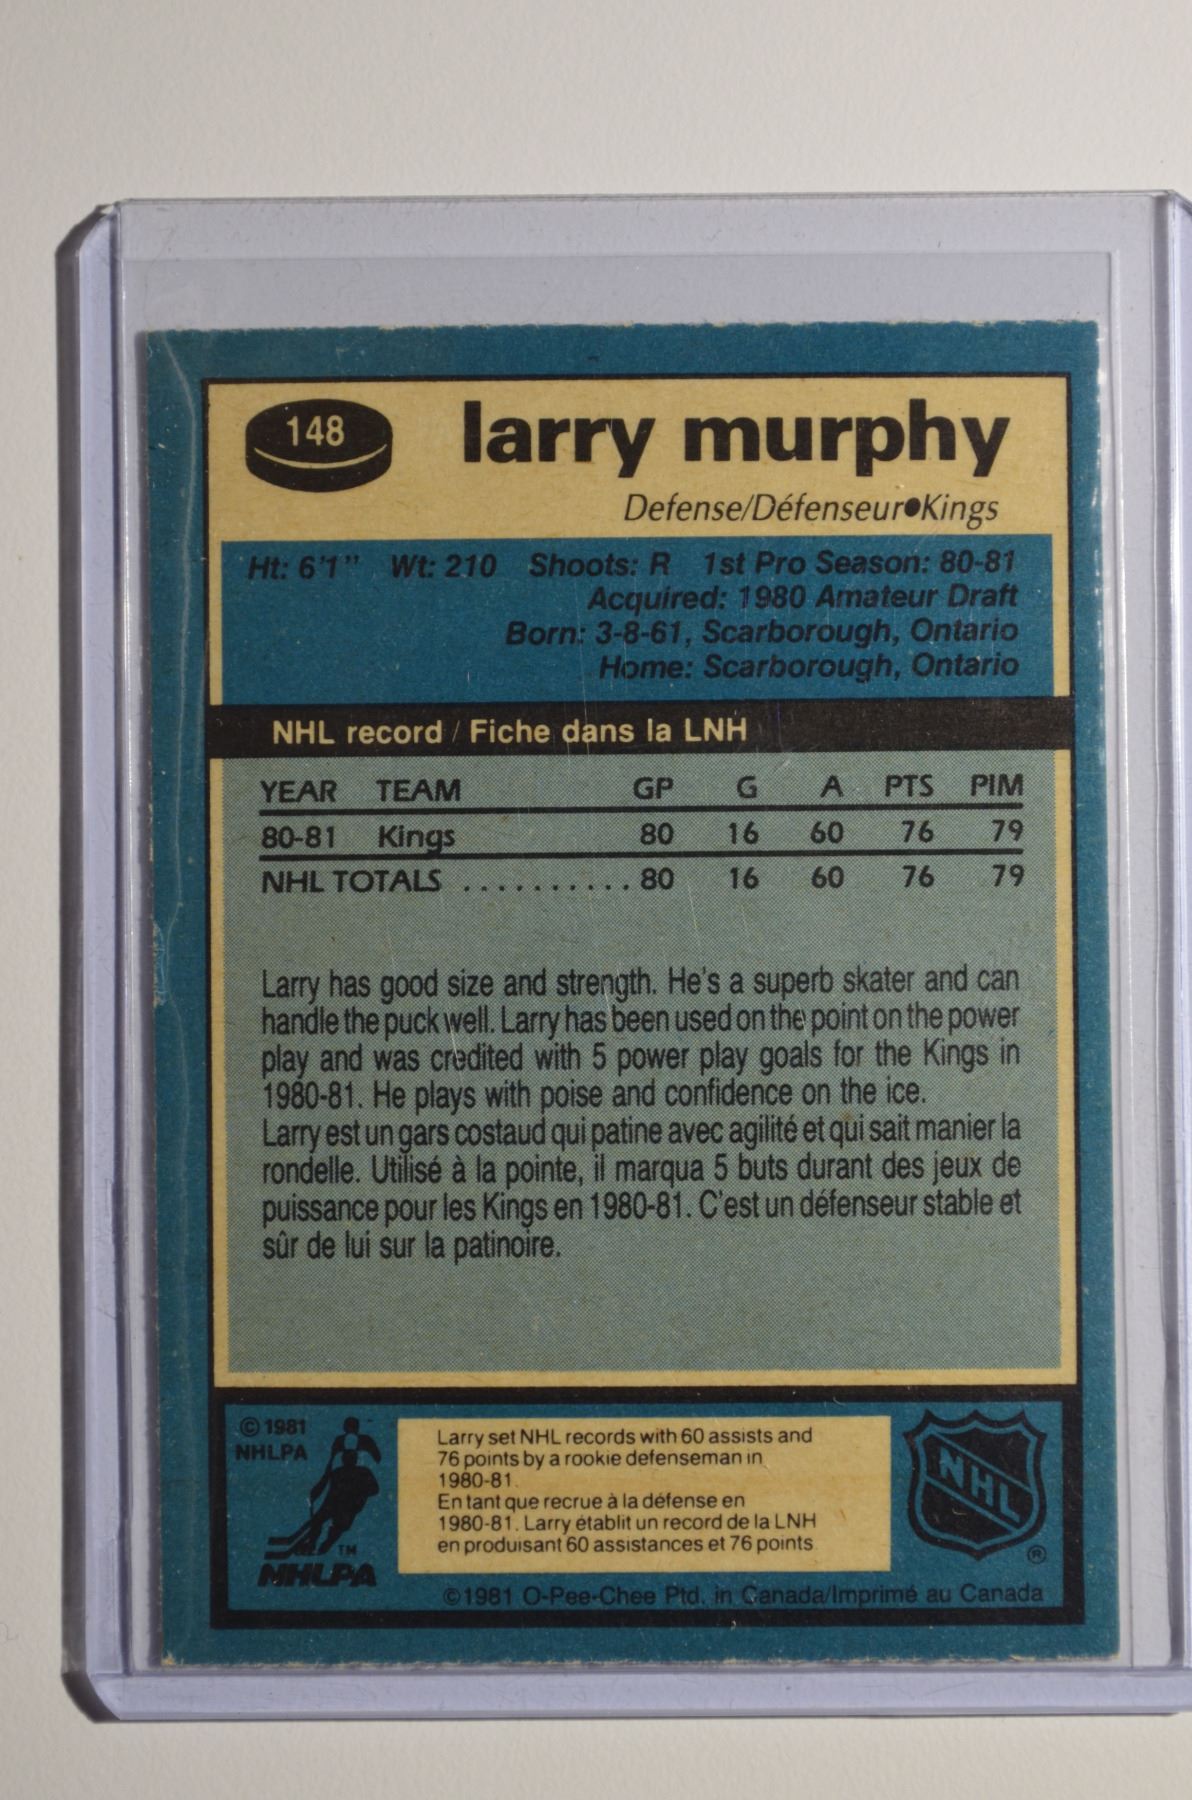 148
larry murphy
Defense/Défenseur●Kings
Ht: 6'1" Wt: 210 Shoots: R 1st Pro Season: 80-81
Acquired: 1980 Amateur Draft
Born: 3-8-61, Scarborough, Ontario
Home: Scarborough, Ontario
NHL record / Fiche dans la LNH
YEAR TEAM GP G A PTS PIM
80-81 Kings 80 16 60 76 79
NHL TOTALS .......... 80 16 60 76 79
Larry has good size and strength. He's a superb skater and can
handle the puck well. Larry has been used on the point on the power
play and was credited with 5 power play goals for the Kings in
1980-81. He plays with poise and confidence on the ice.
Larry est un gars costaud qui patine avec agilité et qui sait manier la
rondelle. Utilisé à la pointe, il marqua 5 buts durant des jeux de
puissance pour les Kings en 1980-81. C'est un défenseur stable et
sûr de lui sur la patinoire.
© 1981
NHLPA
TM
NHLPA
Larry set NHL records with 60 assists and
76 points by a rookie defenseman in
1980-81.
En tant que recrue à la défense en
1980-81. Larry établit un record de la LNH
en produisant 60 assistances et 76 points
NHL
®
©1981 O-Pee-Chee Ptd. in Canada/Imprimé au Canada